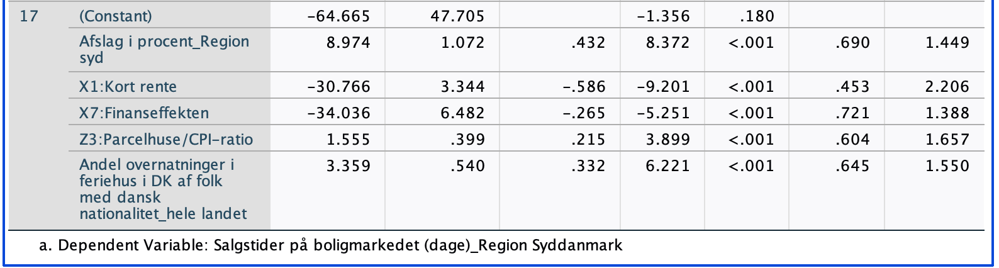 17 (Constant) -64.665 47.705 -1.356 .180
Afslag i procent_Region 8.974 1.072 .432 8.372 <.001 .690 1.449
syd
X1:Kort rente -30.766 3.344 -.586 -9.201 <.001 .453 2.206
X7:Finanseffekten -34.036 6.482 -.265 -5.251 <.001 .721 1.388
Z3:Parcelhuse/CPI-ratio 1.555 .399 .215 3.899 <.001 .604 1.657
Andel overnatninger i 3.359 .540 .332 6.221 <.001 .645 1.550
feriehus i DK af folk
med dansk
nationalitet_hele landet
a. Dependent Variable: Salgstider på boligmarkedet (dage)_Region Syddanmark